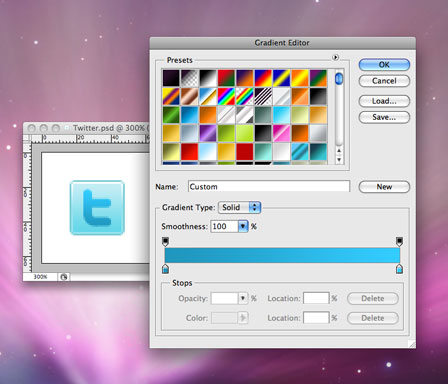 Gradient Editor
Presets
OK
Cancel
Load...
Save...
Twitter.psd @ 300% (
t
300%
Name: Custom
New
Gradient Type: Solid
Smoothness: 100 %
Stops
Opacity: % Location: % Delete
Color: Location: % Delete